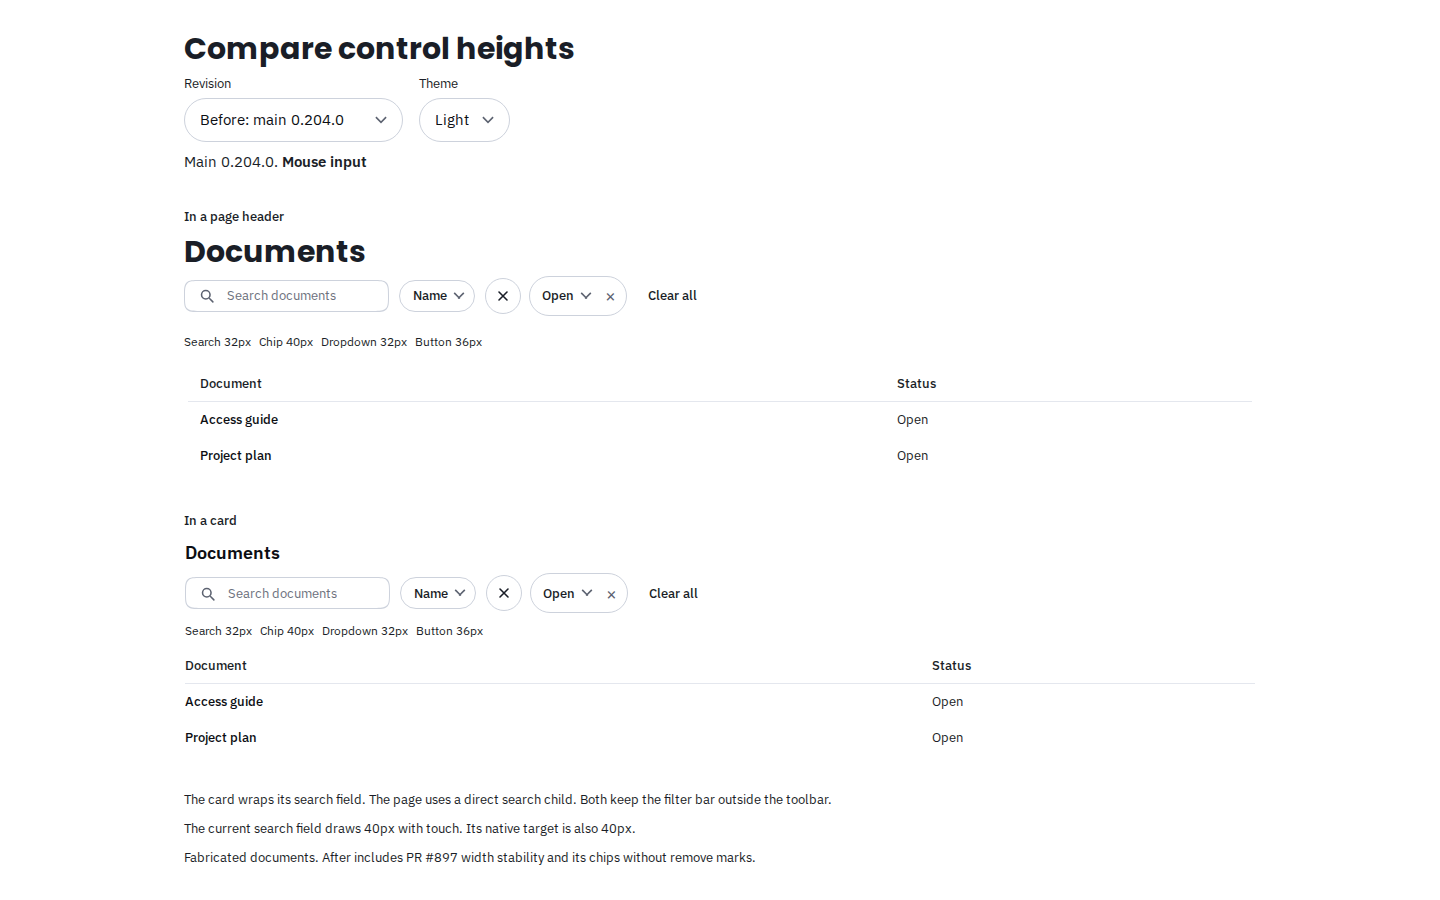 Compare control heights
Revision Theme
Before: main 0.204.0 Light
Main 0.204.0. Mouse input
In a page header
Documents
Search documents Name Open Clear all
Search 32px Chip 40px Dropdown 32px Button 36px
Document Status
Access guide Open
Project plan Open
In a card
Documents
Search documents Name Open Clear all
Search 32px Chip 40px Dropdown 32px Button 36px
Document Status
Access guide Open
Project plan Open
The card wraps its search field. The page uses a direct search child. Both keep the filter bar outside the toolbar.
The current search field draws 40px with touch. Its native target is also 40px.
Fabricated documents. After includes PR #897 width stability and its chips without remove marks.